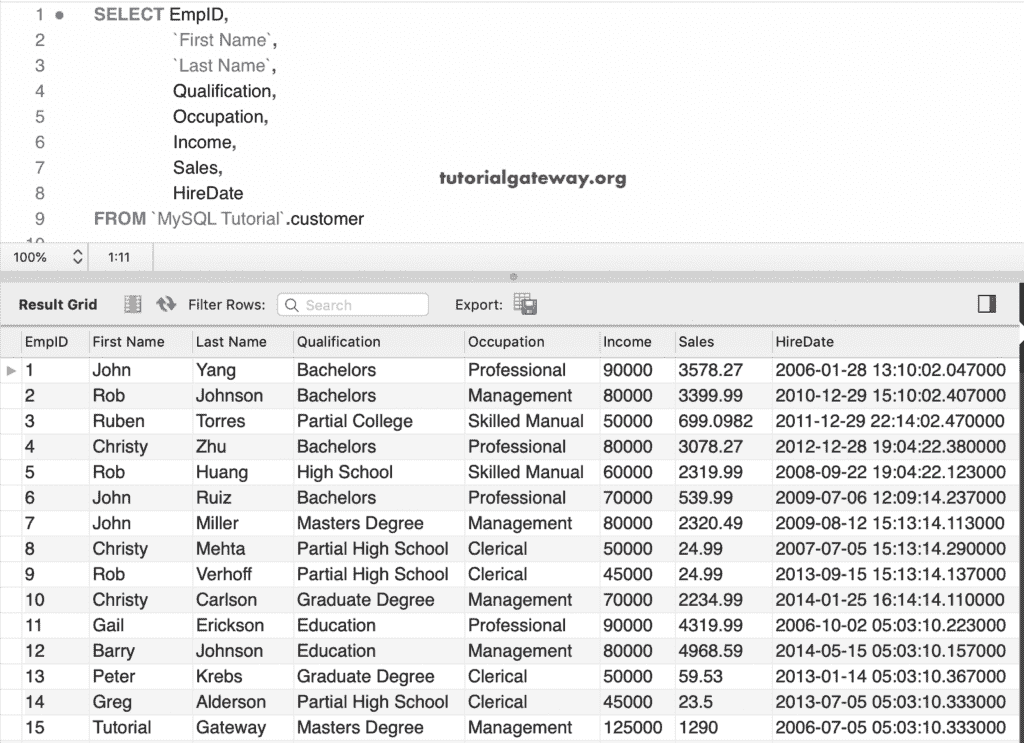 1 SELECT EmpID,
2 `First Name`,
3 `Last Name`,
4 Qualification,
5 Occupation,
6 Income,
7 Sales,
8 HireDate
9 FROM `MySQL Tutorial`.customer
10
tutorialgateway.org
100% 1:11
Result Grid Filter Rows: Search Export:
EmpID First Name Last Name Qualification Occupation Income Sales HireDate
1 John Yang Bachelors Professional 90000 3578.27 2006-01-28 13:10:02.047000
2 Rob Johnson Bachelors Management 80000 3399.99 2010-12-29 15:10:02.407000
3 Ruben Torres Partial College Skilled Manual 50000 699.0982 2011-12-29 22:14:02.470000
4 Christy Zhu Bachelors Professional 80000 3078.27 2012-12-28 19:04:22.380000
5 Rob Huang High School Skilled Manual 60000 2319.99 2008-09-22 19:04:22.123000
6 John Ruiz Bachelors Professional 70000 539.99 2009-07-06 12:09:14.237000
7 John Miller Masters Degree Management 80000 2320.49 2009-08-12 15:13:14.113000
8 Christy Mehta Partial High School Clerical 50000 24.99 2007-07-05 15:13:14.290000
9 Rob Verhoff Partial High School Clerical 45000 24.99 2013-09-15 15:13:14.137000
10 Christy Carlson Graduate Degree Management 70000 2234.99 2014-01-25 16:14:14.110000
11 Gail Erickson Education Professional 90000 4319.99 2006-10-02 05:03:10.223000
12 Barry Johnson Education Management 80000 4968.59 2014-05-15 05:03:10.157000
13 Peter Krebs Graduate Degree Clerical 50000 59.53 2013-01-14 05:03:10.367000
14 Greg Alderson Partial High School Clerical 45000 23.5 2013-07-05 05:03:10.333000
15 Tutorial Gateway Masters Degree Management 125000 1290 2006-07-05 05:03:10.333000